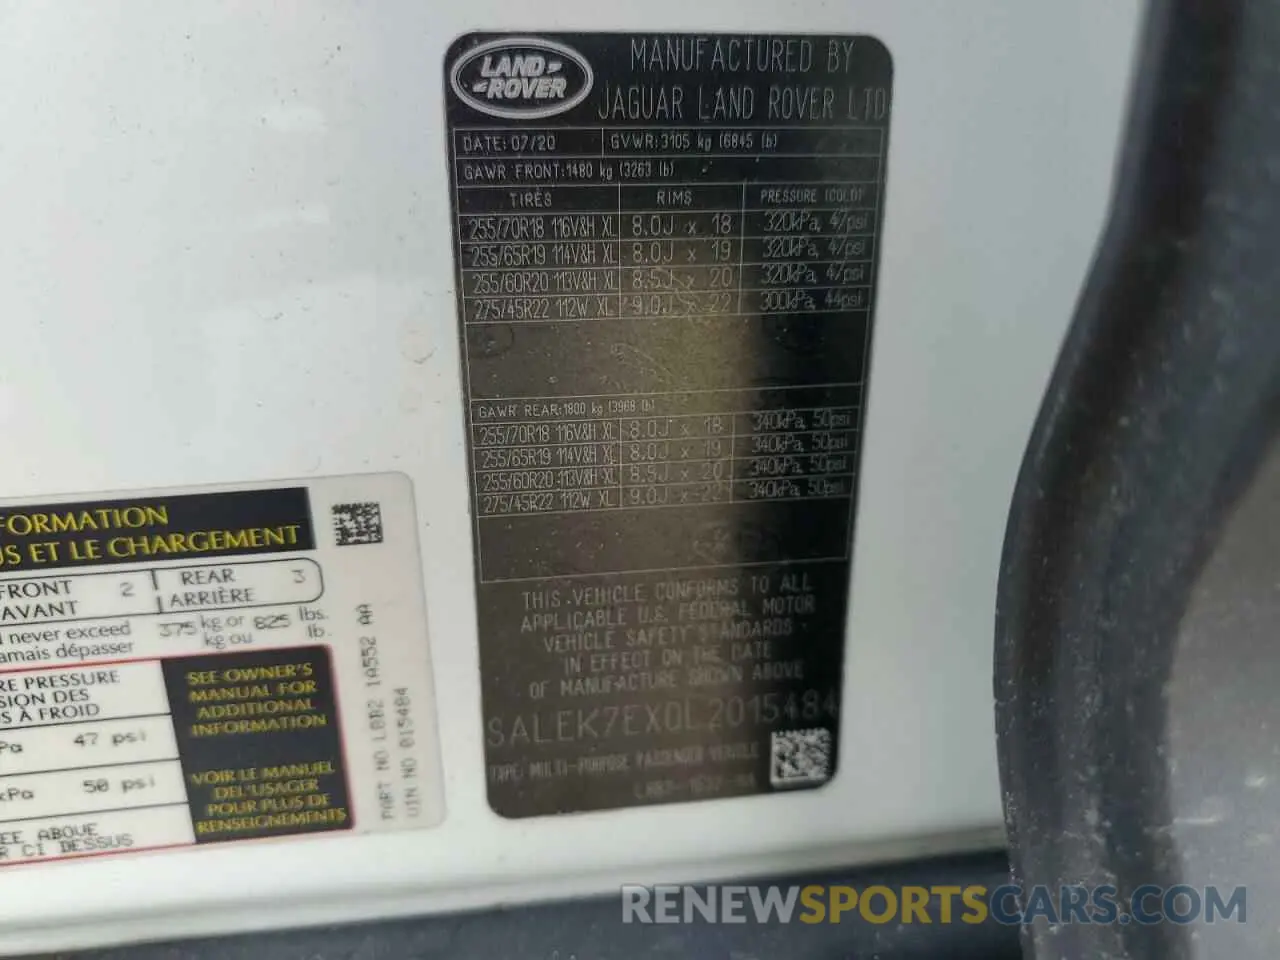 LAND
ROVER
MANUFACTURED BY
JAGUAR LAND ROVER LTD
DATE: 07/20 GVWR: 3105 kg (6845 lb)
GAWR FRONT: 1480 kg (3263 lb)
TIRES RIMS PRESSURE (COLD)
255/70R18 116V&H XL 8.0J x 18 320kPa, 47psi
255/65R19 114V&H XL 8.0J x 19 320kPa, 47psi
255/60R20 113V&H XL 8.5J x 20 320kPa, 47psi
275/45R22 112W XL 9.0J x 22 300kPa, 44psi
GAWR REAR: 1800 kg (3968 lb)
255/70R18 116V&H XL 8.0J x 18 340kPa, 50psi
255/65R19 114V&H XL 8.0J x 19 340kPa, 50psi
255/60R20 113V&H XL 8.5J x 20 340kPa, 50psi
275/45R22 112W XL 9.0J x 22 340kPa, 50psi
THIS VEHICLE CONFORMS TO ALL
APPLICABLE U.S. FEDERAL MOTOR
VEHICLE SAFETY STANDARDS
IN EFFECT ON THE DATE
OF MANUFACTURE SHOWN ABOVE
SALEK7EX0L2015484
TYPE: MULTI-PURPOSE PASSENGER VEHICLE
FORMATION
US ET LE CHARGEMENT
FRONT 2 REAR 3
AVANT ARRIÈRE
d never exceed 375 kg or 825 lbs.
amais dépasser kg ou lb.
RE PRESSURE
SION DES
S À FROID
Pa 47 psi
kPa 50 psi
EE ABOVE
R CI DESSUS
SEE OWNER'S
MANUAL FOR
ADDITIONAL
INFORMATION
VOIR LE MANUEL
DE L'USAGER
POUR PLUS DE
RENSEIGNEMENTS
PART NO L8B2 1A552 AA
VIN NO 015484
RENEWSPORTSCARS.COM